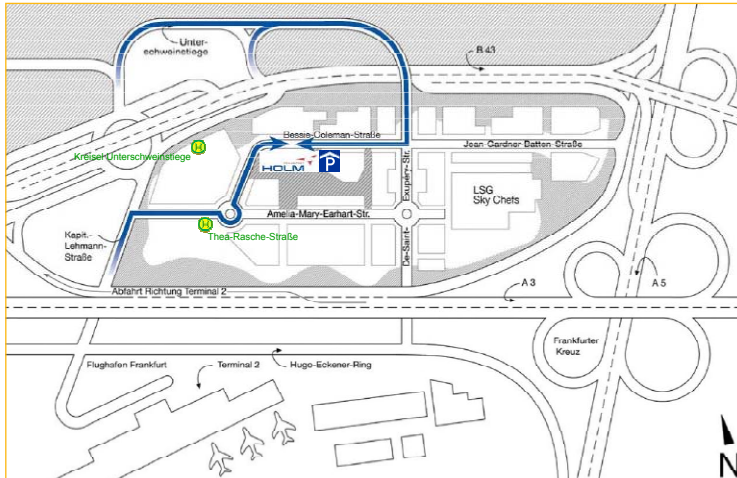 Unter-
schweinstiege
B 43
Bessie-Coleman-Straße
Kreisel Unterschweinstiege
H
HOLM
P
Jean-Gardner-Batten-Straße
Exupéry-Str.
LSG
Sky Chefs
Amelia-Mary-Earhart-Str.
H
Thea-Rasche-Straße
Kapit.-
Lehmann-
Straße
De-Saint-
Abfahrt Richtung Terminal 2
A 3
A 5
Frankfurter
Kreuz
Flughafen Frankfurt
Terminal 2
Hugo-Eckener-Ring
N